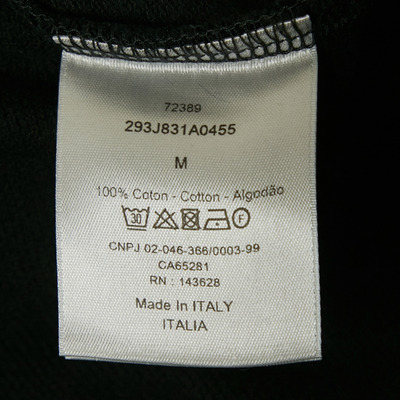 72389
293J831A0455
M
100% Coton - Cotton - Algodão
30 F
CNPJ 02-046-366/0003-99
CA65281
RN : 143628
Made In ITALY
ITALIA